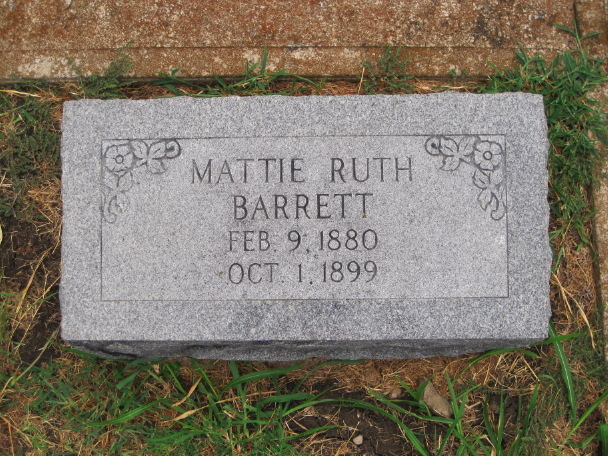 MATTIE RUTH
BARRETT
FEB. 9, 1880
OCT. 1, 1899